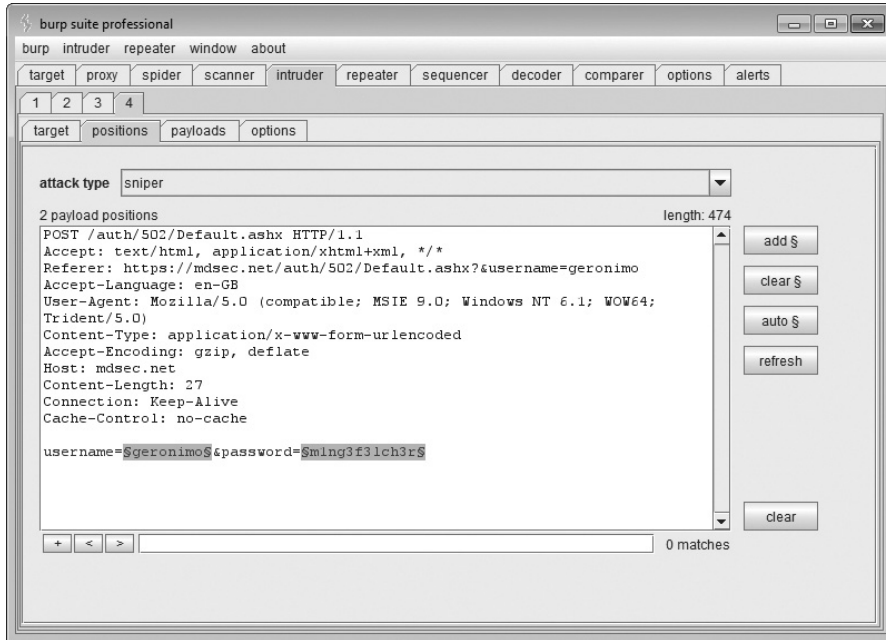 burp suite professional
burp intruder repeater window about
target proxy spider scanner intruder repeater sequencer decoder comparer options alerts
1 2 3 4
target positions payloads options
attack type sniper
2 payload positions length: 474
POST /auth/502/Default.ashx HTTP/1.1
Accept: text/html, application/xhtml+xml, */*
Referer: https://mdsec.net/auth/502/Default.ashx?&username=geronimo
Accept-Language: en-GB
User-Agent: Mozilla/5.0 (compatible; MSIE 9.0; Windows NT 6.1; WOW64;
Trident/5.0)
Content-Type: application/x-www-form-urlencoded
Accept-Encoding: gzip, deflate
Host: mdsec.net
Content-Length: 27
Connection: Keep-Alive
Cache-Control: no-cache
username=§geronimo§&password=§m1ng3f3lch3r§
add §
clear §
auto §
refresh
clear
+ < > 0 matches